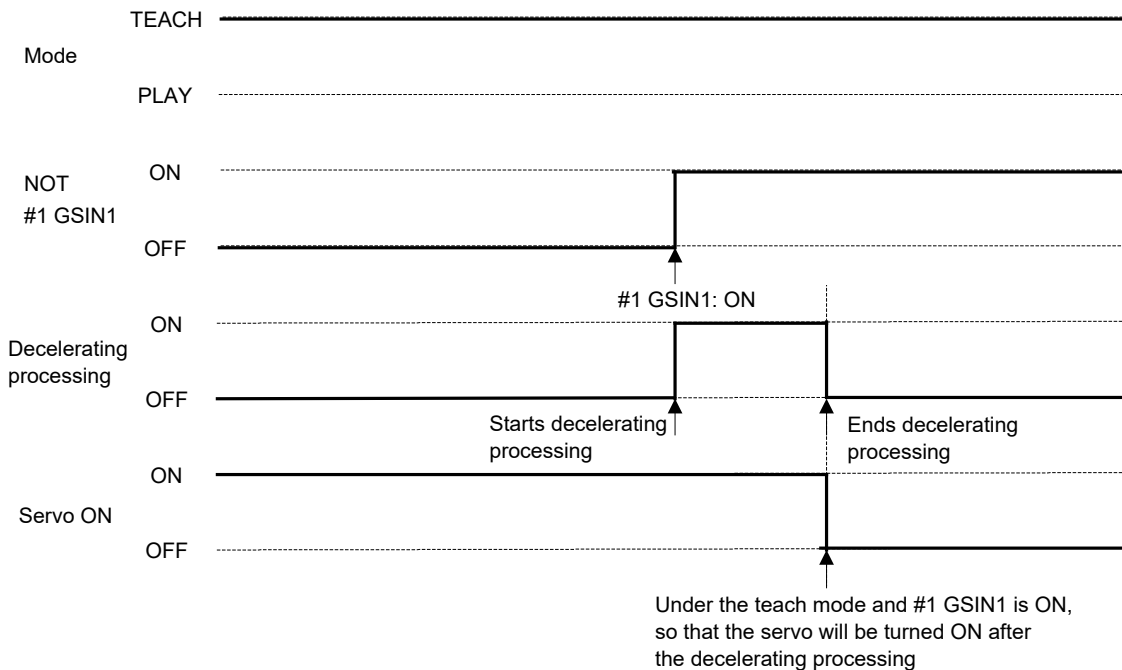 TEACH
Mode
PLAY
ON
NOT
#1 GSIN1
OFF
#1 GSIN1: ON
ON
Decelerating
processing
OFF
Starts decelerating
processing
Ends decelerating
processing
ON
Servo ON
OFF
Under the teach mode and #1 GSIN1 is ON,
so that the servo will be turned ON after
the decelerating processing